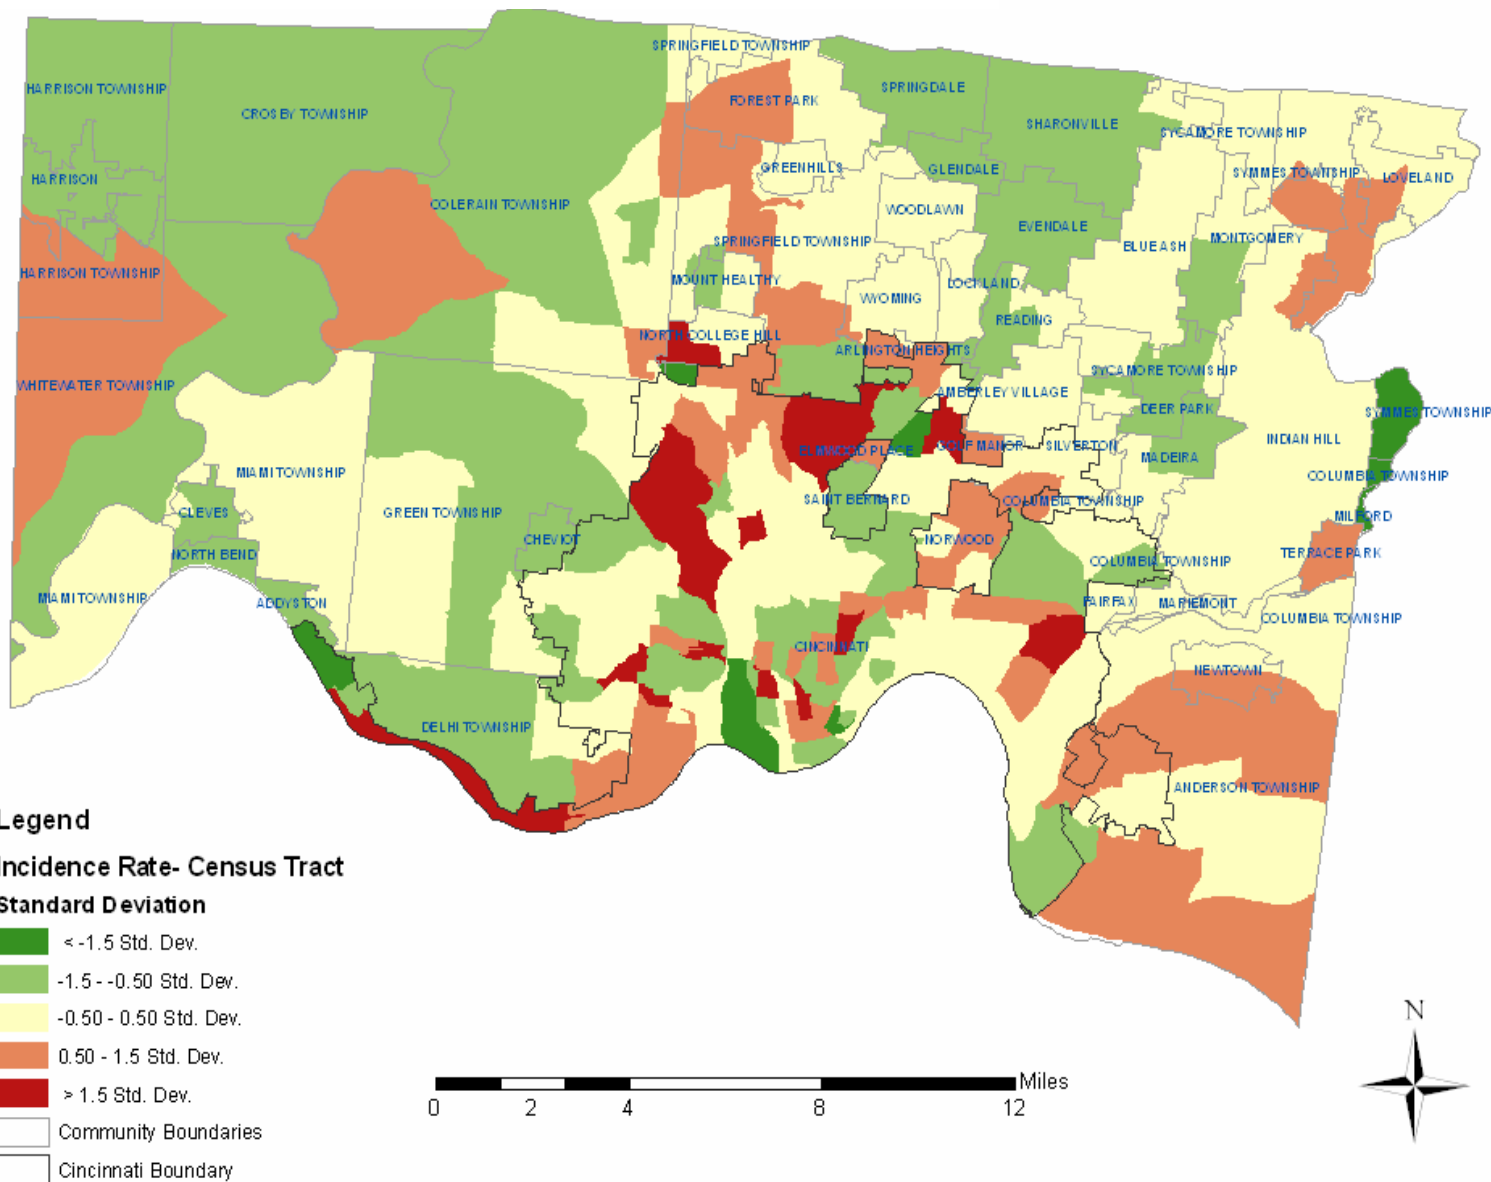 SPRINGFIELD TOWNSHIP
HARRISON TOWNSHIP
CROSBY TOWNSHIP
FOREST PARK
SPRINGDALE
SHARONVILLE
SYCAMORE TOWNSHIP
HARRISON
GREENHILLS
GLENDALE
SYMMES TOWNSHIP
LOVELAND
COLERAIN TOWNSHIP
WOODLAWN
EVENDALE
BLUE ASH
MONTGOMERY
SPRINGFIELD TOWNSHIP
HARRISON TOWNSHIP
MOUNT HEALTHY
WYOMING
LOCKLAND
READING
NORTH COLLEGE HILL
ARLINGTON HEIGHTS
WHITEWATER TOWNSHIP
SYCAMORE TOWNSHIP
AMBERLEY VILLAGE
DEER PARK
SYMMES TOWNSHIP
ELMWOOD PLACE
GOLF MANOR
SILVERTON
INDIAN HILL
MADEIRA
MIAMI TOWNSHIP
COLUMBIA TOWNSHIP
SAINT BERNARD
COLUMBIA TOWNSHIP
CLEVES
GREEN TOWNSHIP
MILFORD
CHEVIOT
NORWOOD
NORTH BEND
TERRACE PARK
COLUMBIA TOWNSHIP
MIAMI TOWNSHIP
ADDYSTON
FAIRFAX
MARIEMONT
COLUMBIA TOWNSHIP
CINCINNATI
NEWTOWN
DELHI TOWNSHIP
ANDERSON TOWNSHIP
Legend
Incidence Rate- Census Tract
Standard Deviation
< -1.5 Std. Dev.
-1.5 - -0.50 Std. Dev.
-0.50 - 0.50 Std. Dev.
0.50 - 1.5 Std. Dev.
> 1.5 Std. Dev.
Community Boundaries
Cincinnati Boundary
Miles
0 2 4 8 12
N